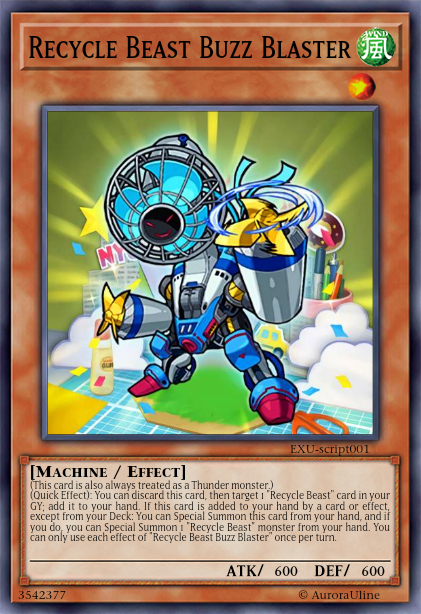 RECYCLE BEAST BUZZ BLASTER
WIND
風
NY
EXU-script001
[MACHINE / EFFECT]
(This card is also always treated as a Thunder monster.)
(Quick Effect): You can discard this card, then target 1 "Recycle Beast" card in your
GY; add it to your hand. If this card is added to your hand by a card or effect,
except from your Deck: You can Special Summon this card from your hand, and if
you do, you can Special Summon 1 "Recycle Beast" monster from your hand. You
can only use each effect of "Recycle Beast Buzz Blaster" once per turn.
ATK/ 600 DEF/ 600
3542377 © AuroraUline